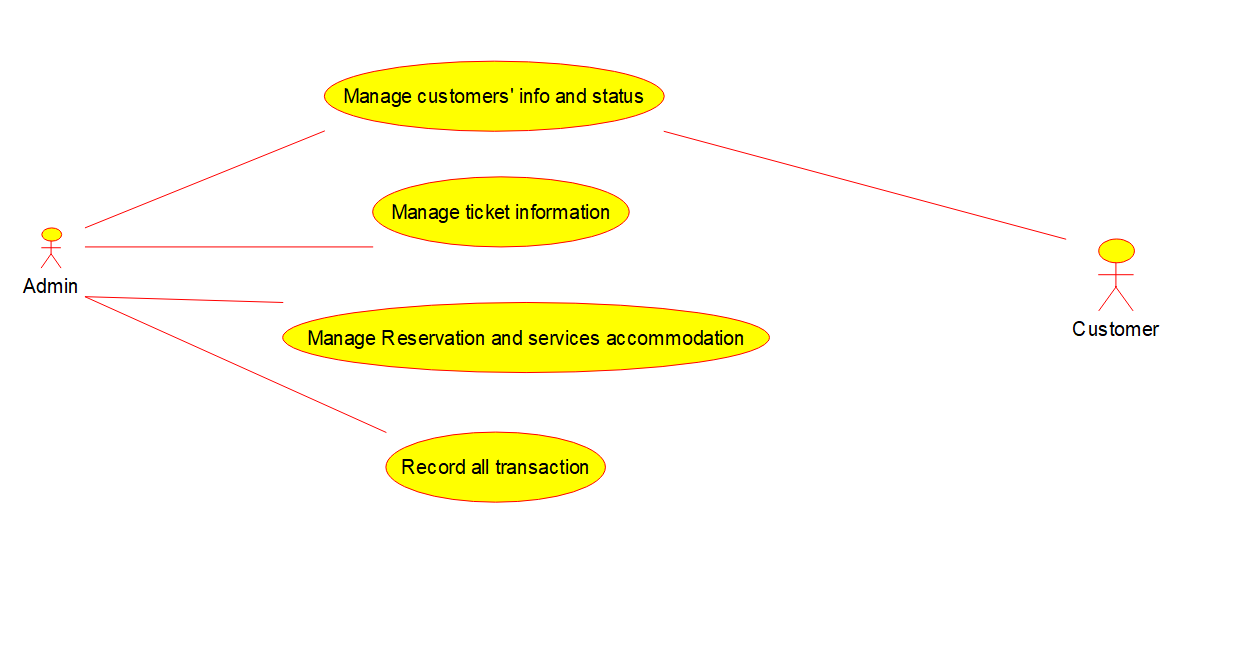 Manage customers' info and status
Manage ticket information
Admin
Customer
Manage Reservation and services accommodation
Record all transaction